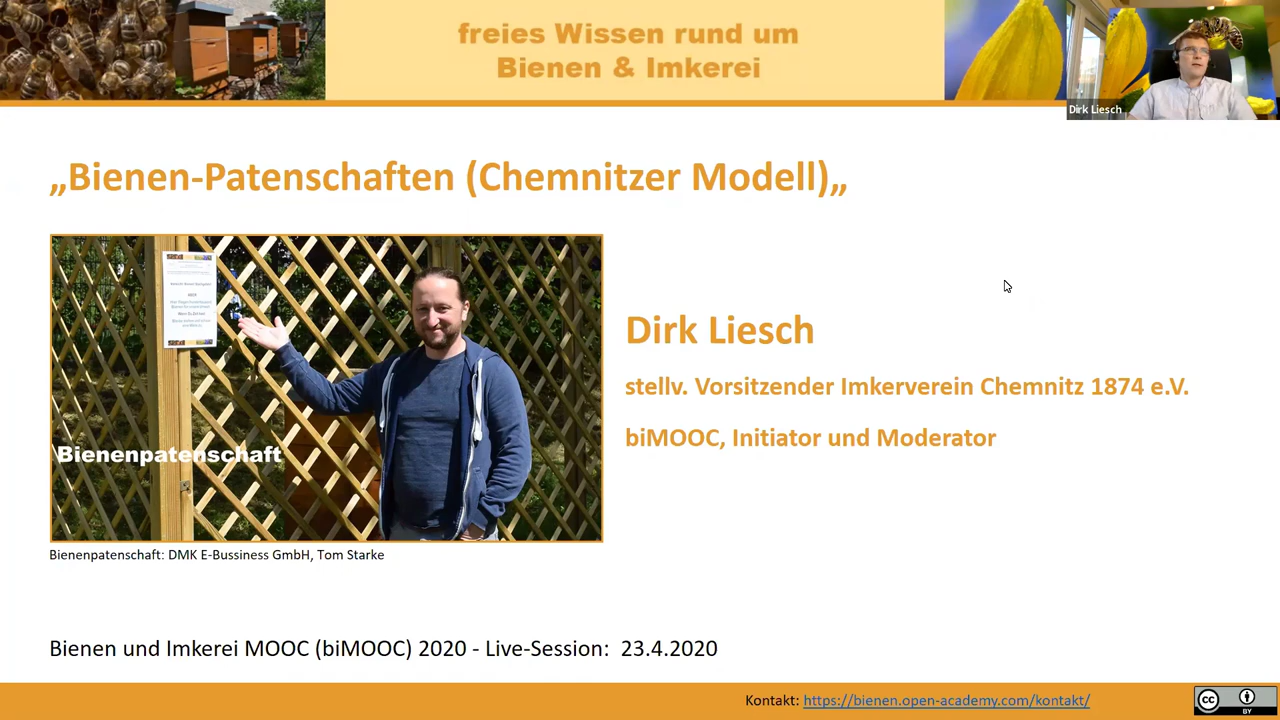 freies Wissen rund um
Bienen & Imkerei
Dirk Liesch
„Bienen-Patenschaften (Chemnitzer Modell)„
Bienenpatenschaft
Dirk Liesch
stellv. Vorsitzender Imkerverein Chemnitz 1874 e.V.
biMOOC, Initiator und Moderator
Bienenpatenschaft: DMK E-Bussiness GmbH, Tom Starke
Bienen und Imkerei MOOC (biMOOC) 2020 - Live-Session: 23.4.2020
Kontakt: https://bienen.open-academy.com/kontakt/
cc
BY